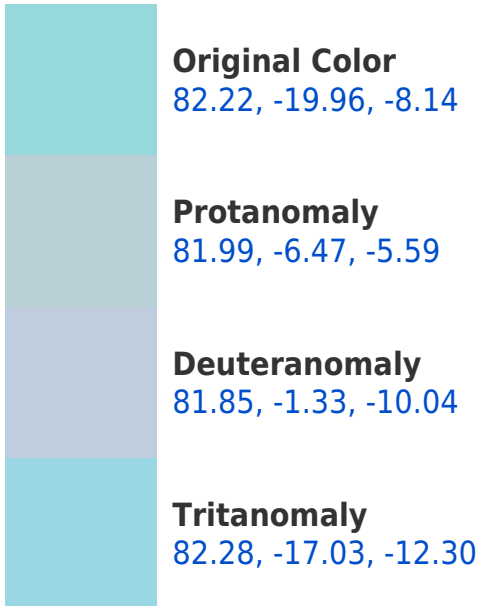 Original Color
82.22, -19.96, -8.14
Protanomaly
81.99, -6.47, -5.59
Deuteranomaly
81.85, -1.33, -10.04
Tritanomaly
82.28, -17.03, -12.30